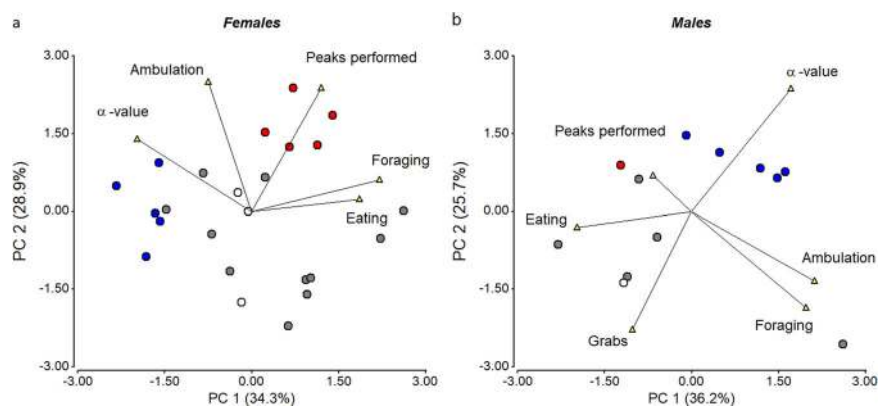 a
Females
3.00
1.50
0.00
-1.50
-3.00
PC 2 (28.9%)
Ambulation
Peaks performed
α -value
Foraging
Eating
-3.00 -1.50 0.00 1.50 3.00
PC 1 (34.3%)
b
Males
3.00
1.50
0.00
-1.50
-3.00
PC 2 (25.7%)
α -value
Peaks performed
Eating
Ambulation
Foraging
Grabs
-3.00 -1.50 0.00 1.50 3.00
PC 1 (36.2%)